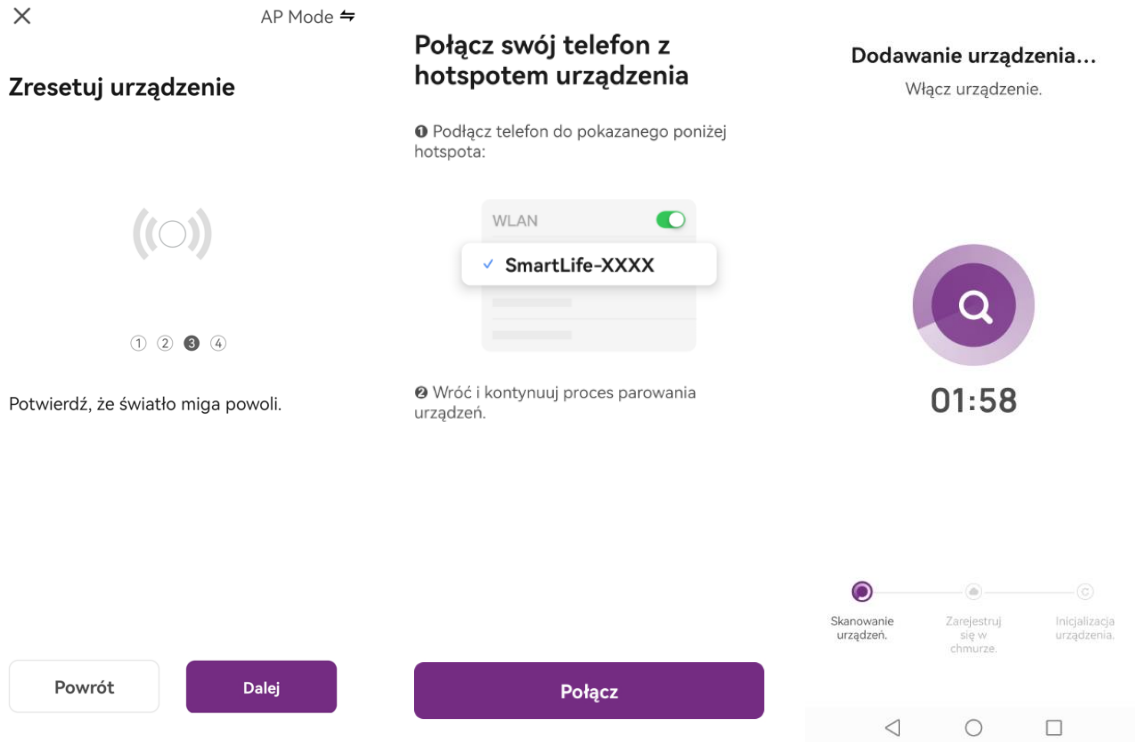 AP Mode
Zresetuj urządzenie
1 2 3 4
Potwierdź, że światło miga powoli.
Powrót
Dalej
Połącz swój telefon z
hotspotem urządzenia
❶ Podłącz telefon do pokazanego poniżej
hotspota:
WLAN
SmartLife-XXXX
❷ Wróć i kontynuuj proces parowania
urządzeń.
Połącz
Dodawanie urządzenia...
Włącz urządzenie.
01:58
Skanowanie
urządzeń.
Zarejestruj
się w
chmurze.
Inicjalizacja
urządzenia.